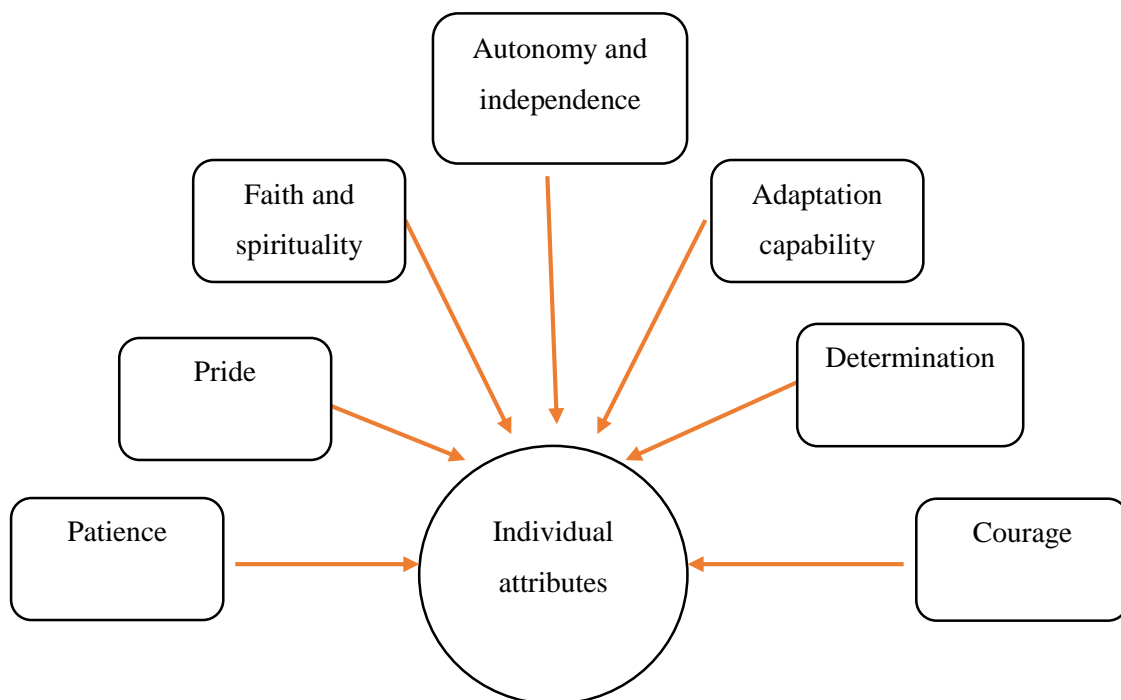 Autonomy and
independence
Faith and
spirituality
Adaptation
capability
Pride
Determination
Patience
Individual
attributes
Courage